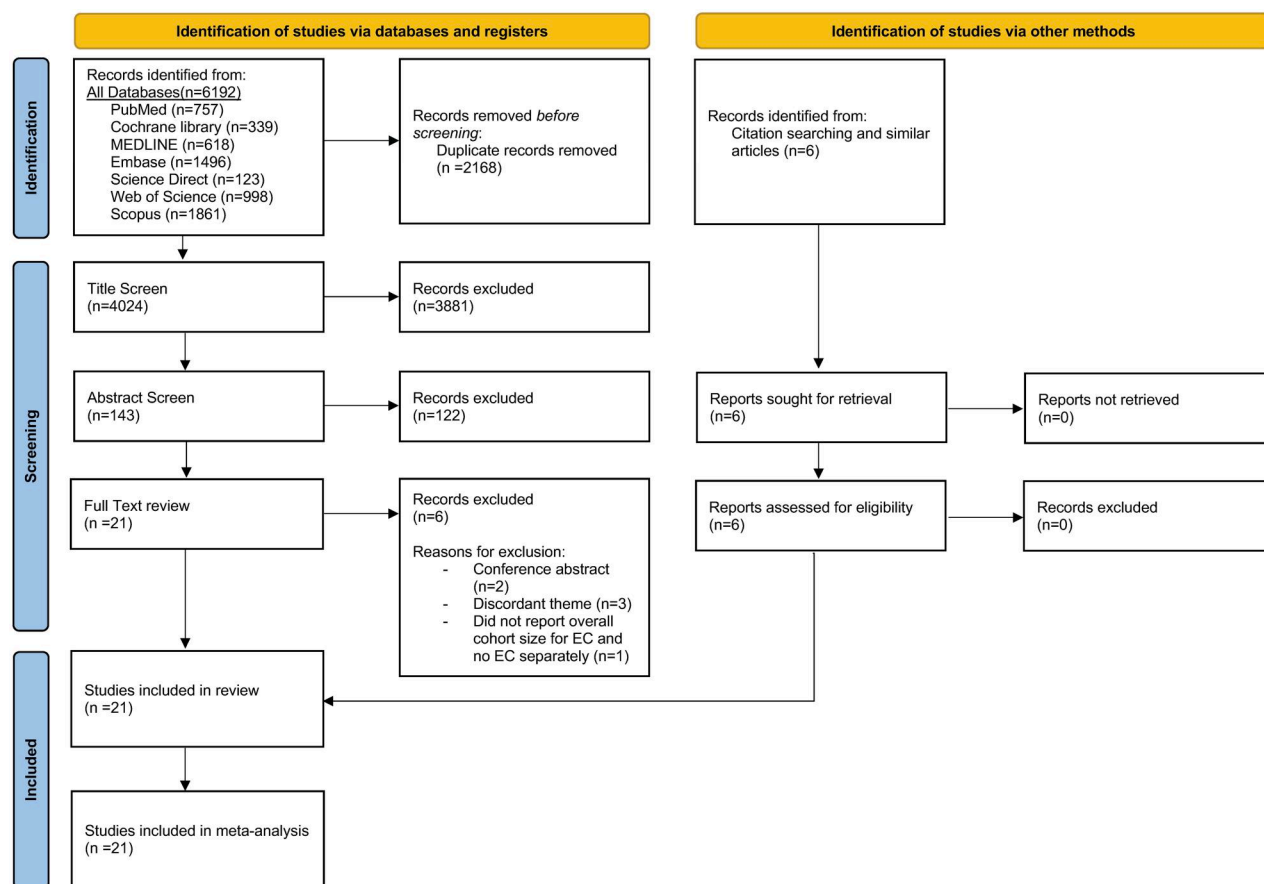 Identification of studies via databases and registers
Identification of studies via other methods
Identification
Records identified from:
All Databases(n=6192)
PubMed (n=757)
Cochrane library (n=339)
MEDLINE (n=618)
Embase (n=1496)
Science Direct (n=123)
Web of Science (n=998)
Scopus (n=1861)
Records removed before
screening:
Duplicate records removed
(n =2168)
Records identified from:
Citation searching and similar
articles (n=6)
Screening
Title Screen
(n=4024)
Records excluded
(n=3881)
Abstract Screen
(n=143)
Records excluded
(n=122)
Reports sought for retrieval
(n=6)
Reports not retrieved
(n=0)
Full Text review
(n =21)
Records excluded
(n=6)
Reasons for exclusion:
- Conference abstract
(n=2)
- Discordant theme (n=3)
- Did not report overall
cohort size for EC and
no EC separately (n=1)
Reports assessed for eligibility
(n=6)
Records excluded
(n=0)
Included
Studies included in review
(n =21)
Studies included in meta-analysis
(n =21)